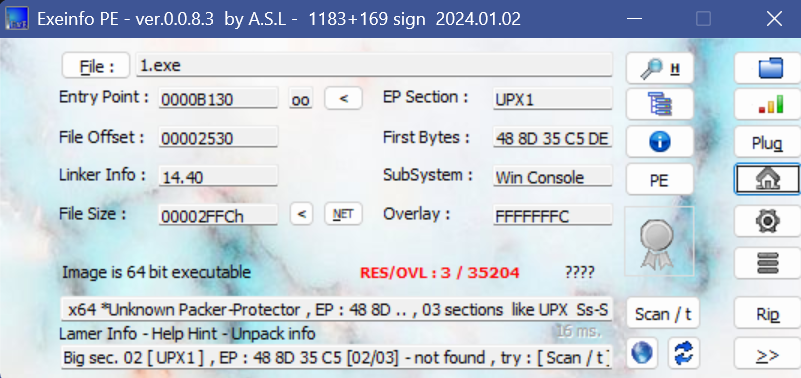 Exeinfo PE - ver.0.0.8.3 by A.S.L - 1183+169 sign 2024.01.02
File : 1.exe H
Entry Point : 0000B130 oo < EP Section : UPX1
File Offset : 00002530 First Bytes : 48 8D 35 C5 DE Plug
Linker Info : 14.40 SubSystem : Win Console PE
File Size : 00002FFCh < NET Overlay : FFFFFFFC
Image is 64 bit executable RES/OVL : 3 / 35204 ????
x64 *Unknown Packer-Protector , EP : 48 8D .. , 03 sections like UPX Ss-S Scan / t Rip
Lamer Info - Help Hint - Unpack info 16 ms.
Big sec. 02 [ UPX1 ] , EP : 48 8D 35 C5 [02/03] - not found , try : [ Scan / t ] >>